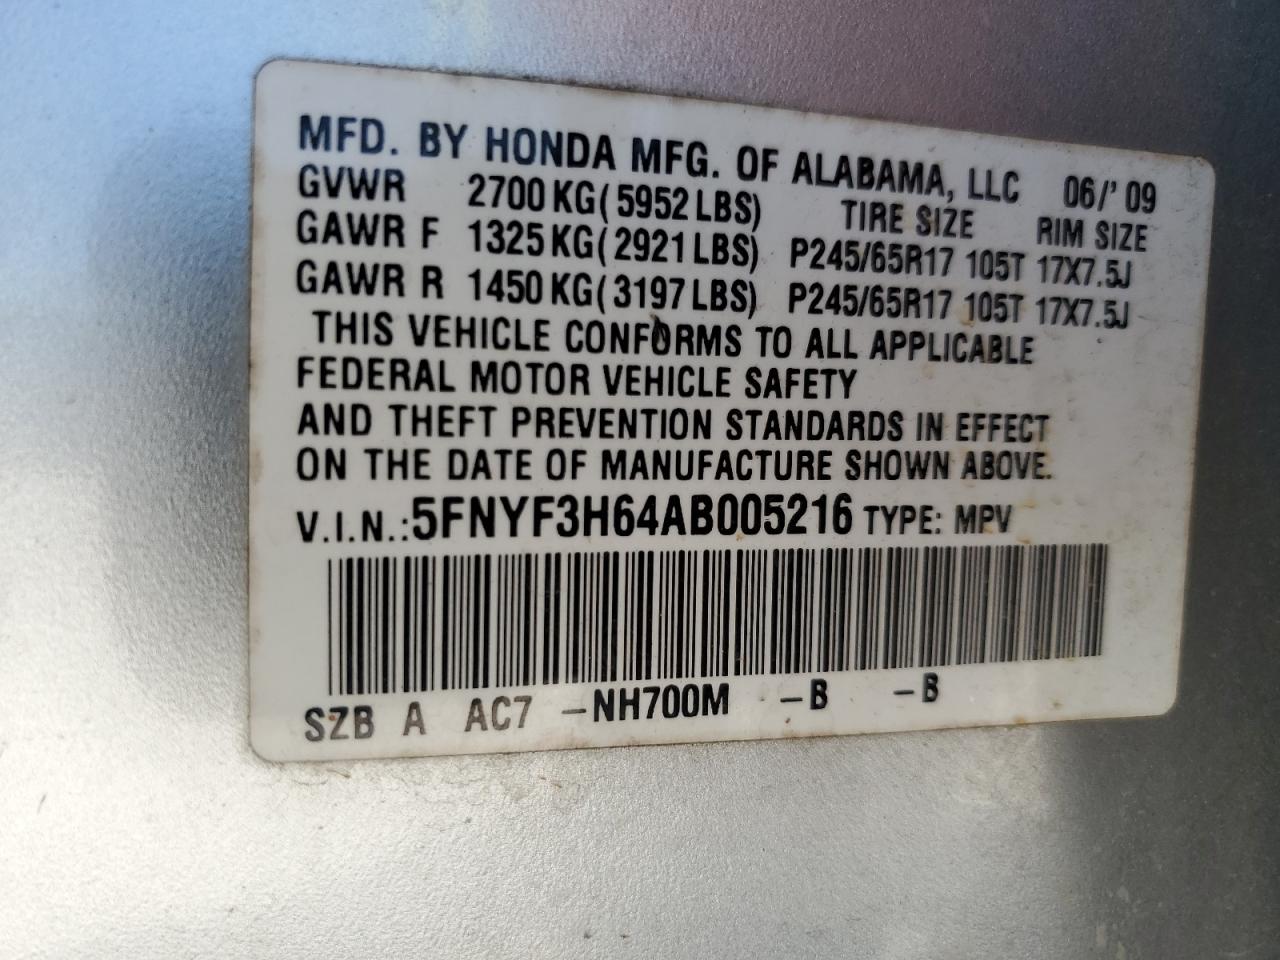 MFD. BY HONDA MFG. OF ALABAMA, LLC 06/'09
GVWR 2700 KG( 5952 LBS) TIRE SIZE RIM SIZE
GAWR F 1325 KG( 2921 LBS) P245/65R17 105T 17X7.5J
GAWR R 1450 KG( 3197 LBS) P245/65R17 105T 17X7.5J
THIS VEHICLE CONFORMS TO ALL APPLICABLE
FEDERAL MOTOR VEHICLE SAFETY
AND THEFT PREVENTION STANDARDS IN EFFECT
ON THE DATE OF MANUFACTURE SHOWN ABOVE.
V.I.N.:5FNYF3H64AB005216 TYPE: MPV
SZB A AC7 -NH700M -B -B